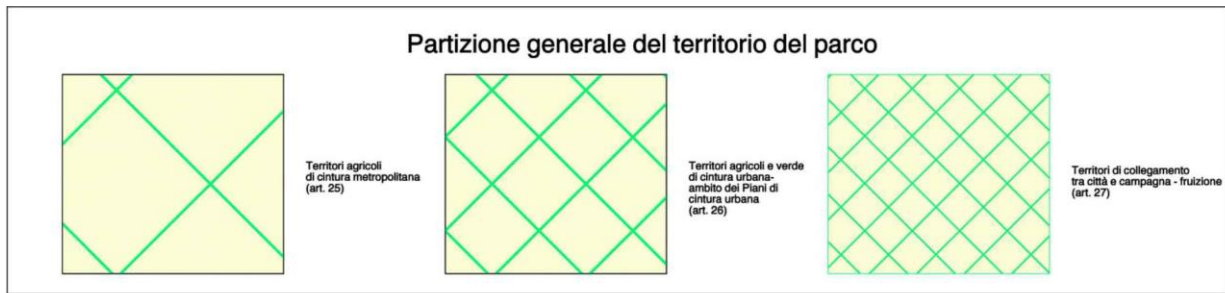 Partizione generale del territorio del parco
Territori agricoli
di cintura metropolitana
(art. 25)
Territori agricoli e verde
di cintura urbana-
ambito dei Piani di
cintura urbana
(art. 26)
Territori di collegamento
tra città e campagna - fruizione
(art. 27)